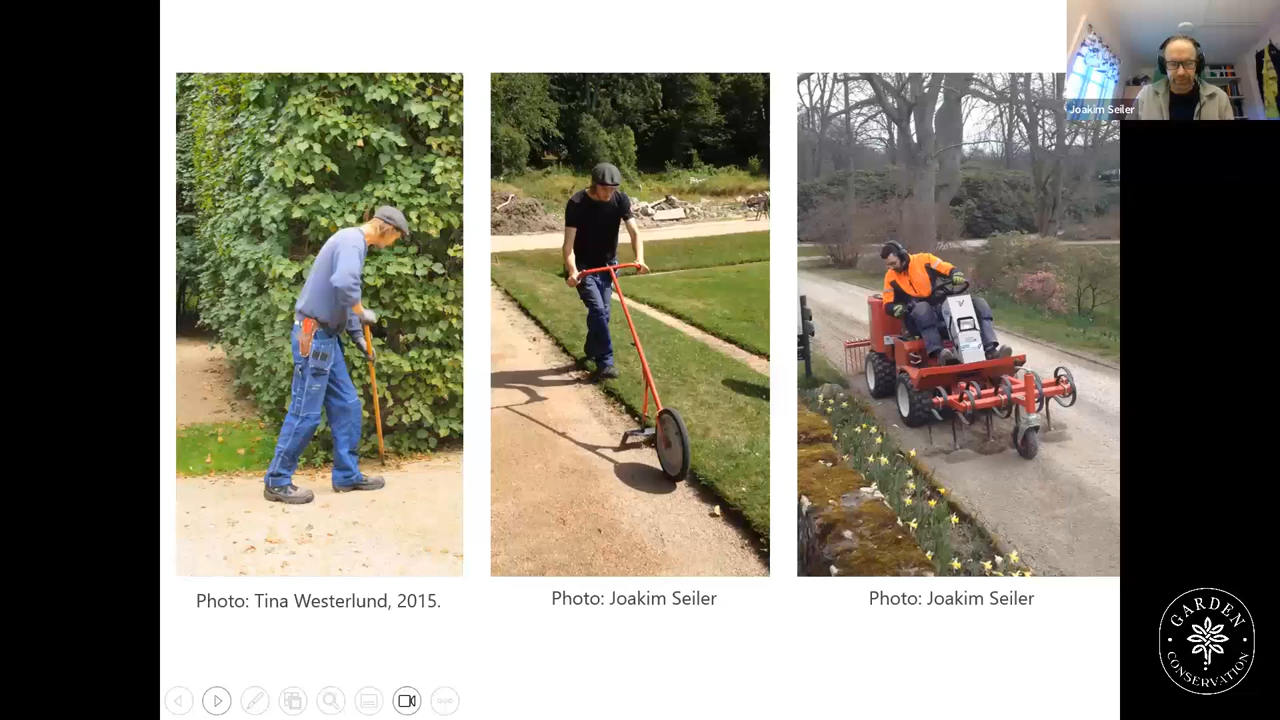 Joakim Seiler
Photo: Tina Westerlund, 2015.
Photo: Joakim Seiler
Photo: Joakim Seiler
GARDEN
CONSERVATION